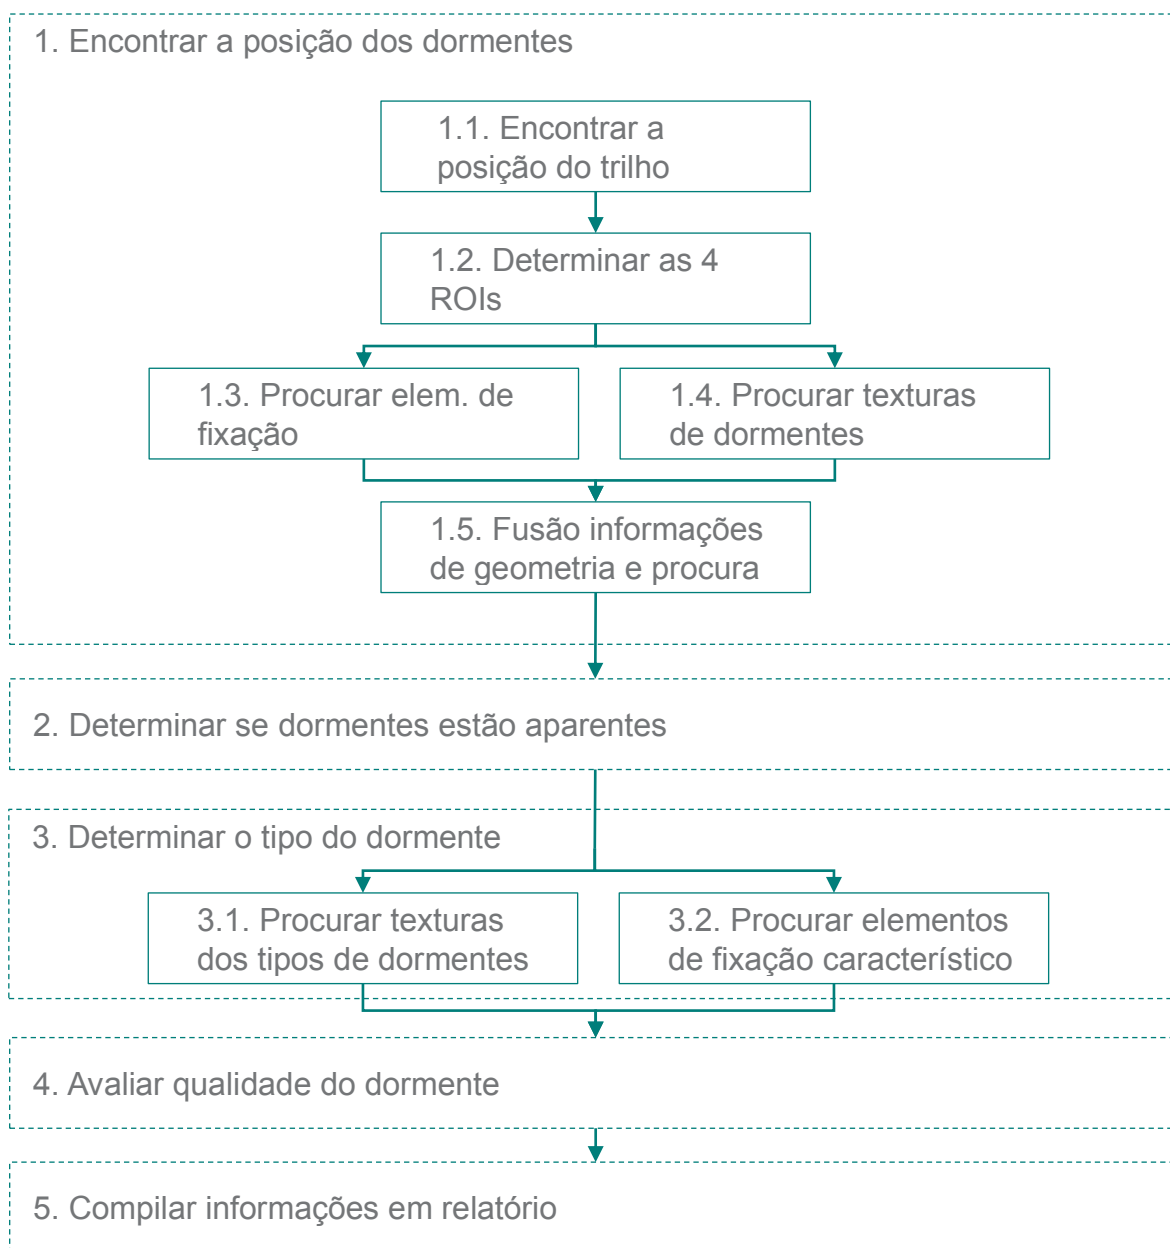 1. Encontrar a posição dos dormentes
1.1. Encontrar a
posição do trilho
1.2. Determinar as 4
ROIs
1.3. Procurar elem. de
fixação
1.4. Procurar texturas
de dormentes
1.5. Fusão informações
de geometria e procura
2. Determinar se dormentes estão aparentes
3. Determinar o tipo do dormente
3.1. Procurar texturas
dos tipos de dormentes
3.2. Procurar elementos
de fixação característico
4. Avaliar qualidade do dormente
5. Compilar informações em relatório